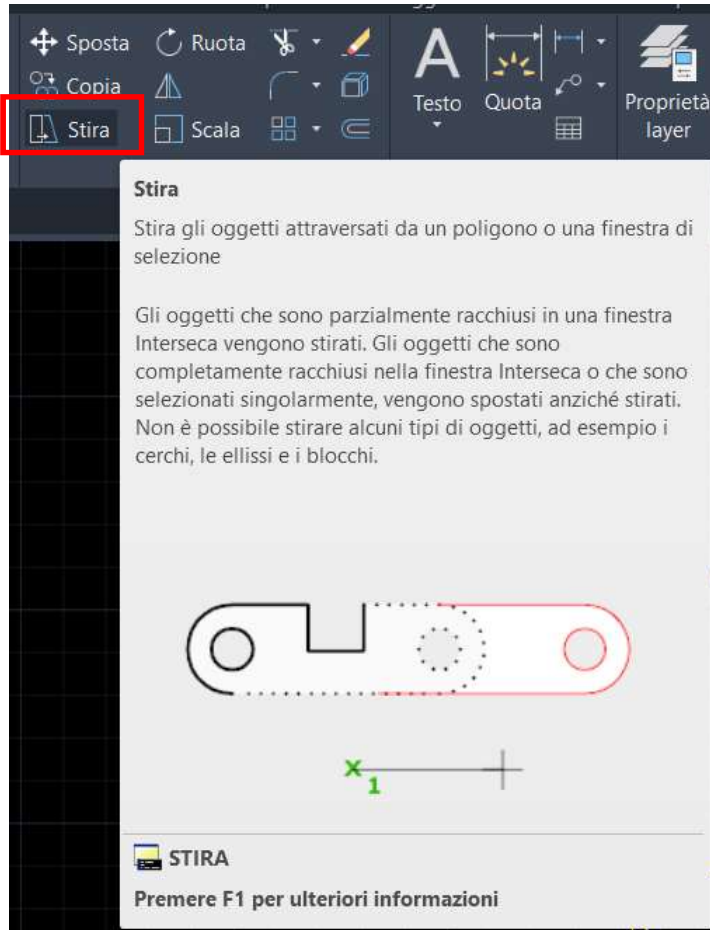 Sposta Ruota
Copia
Stira Scala
Testo Quota
Proprietà
layer
Stira
Stira gli oggetti attraversati da un poligono o una finestra di
selezione
Gli oggetti che sono parzialmente racchiusi in una finestra
Interseca vengono stirati. Gli oggetti che sono
completamente racchiusi nella finestra Interseca o che sono
selezionati singolarmente, vengono spostati anziché stirati.
Non è possibile stirare alcuni tipi di oggetti, ad esempio i
cerchi, le ellissi e i blocchi.
1
STIRA
Premere F1 per ulteriori informazioni